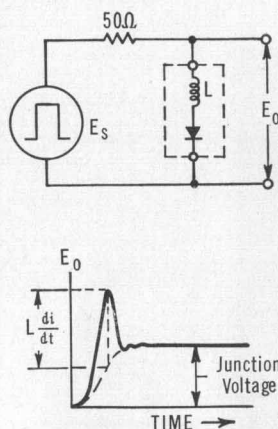 50Ω
L
E_S
E_O
E_O
L di/dt
Junction
Voltage
TIME →